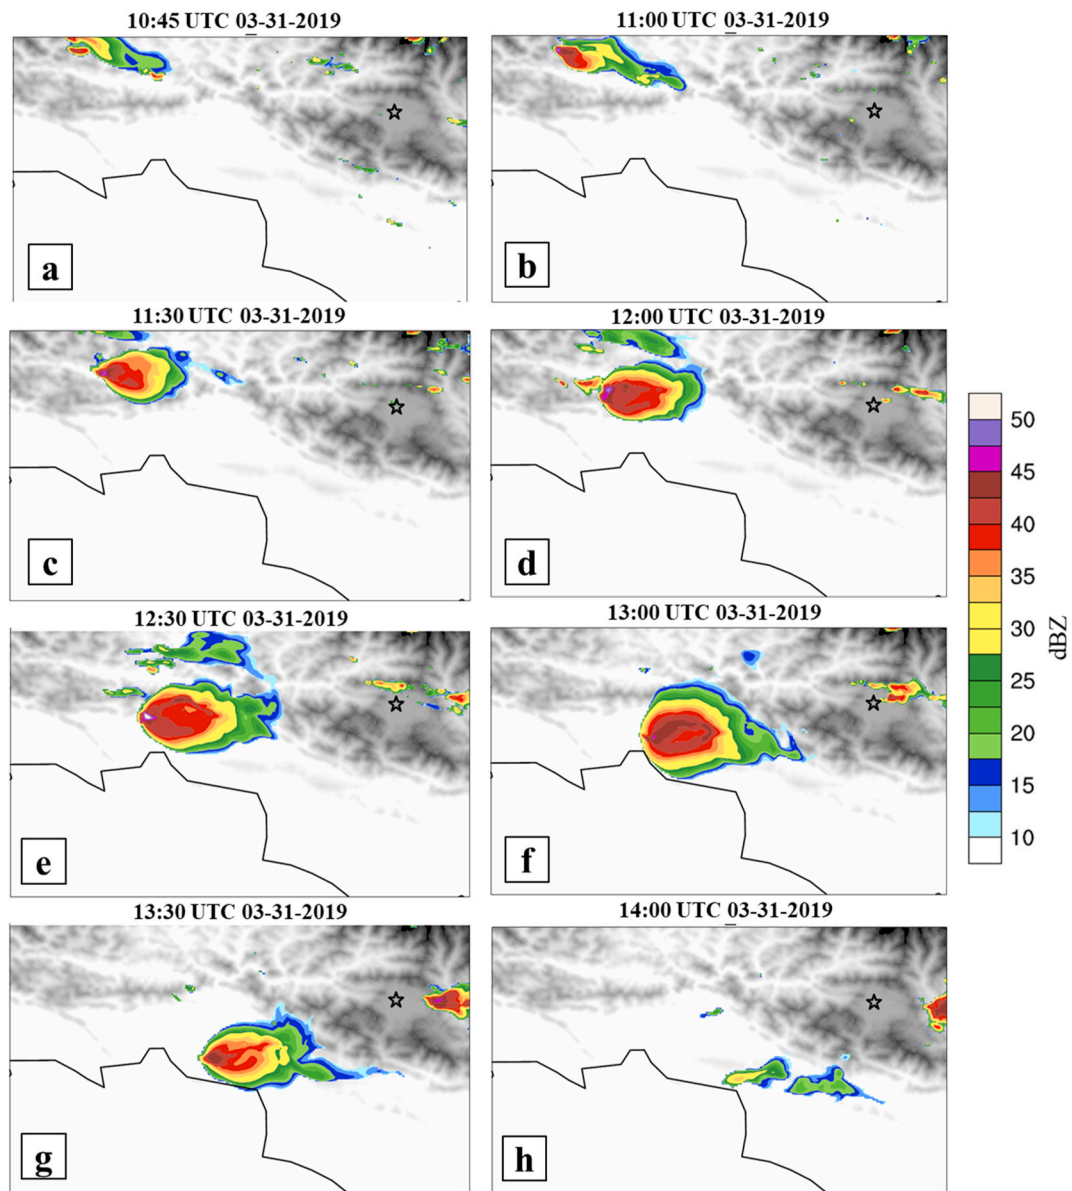 10:45 UTC 03-31-2019
11:00 UTC 03-31-2019
a
b
11:30 UTC 03-31-2019
12:00 UTC 03-31-2019
c
d
12:30 UTC 03-31-2019
13:00 UTC 03-31-2019
e
f
13:30 UTC 03-31-2019
14:00 UTC 03-31-2019
g
h
50
45
40
35
30
25
20
15
10
dBZ